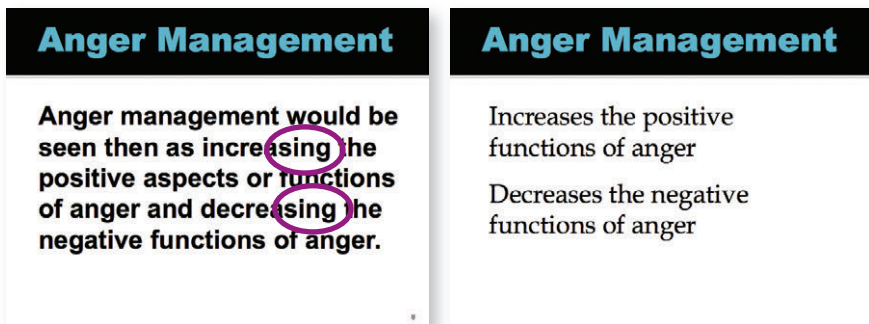 Anger Management
Anger management would be
seen then as increasing the
positive aspects or functions
of anger and decreasing the
negative functions of anger.
Anger Management
Increases the positive
functions of anger
Decreases the negative
functions of anger